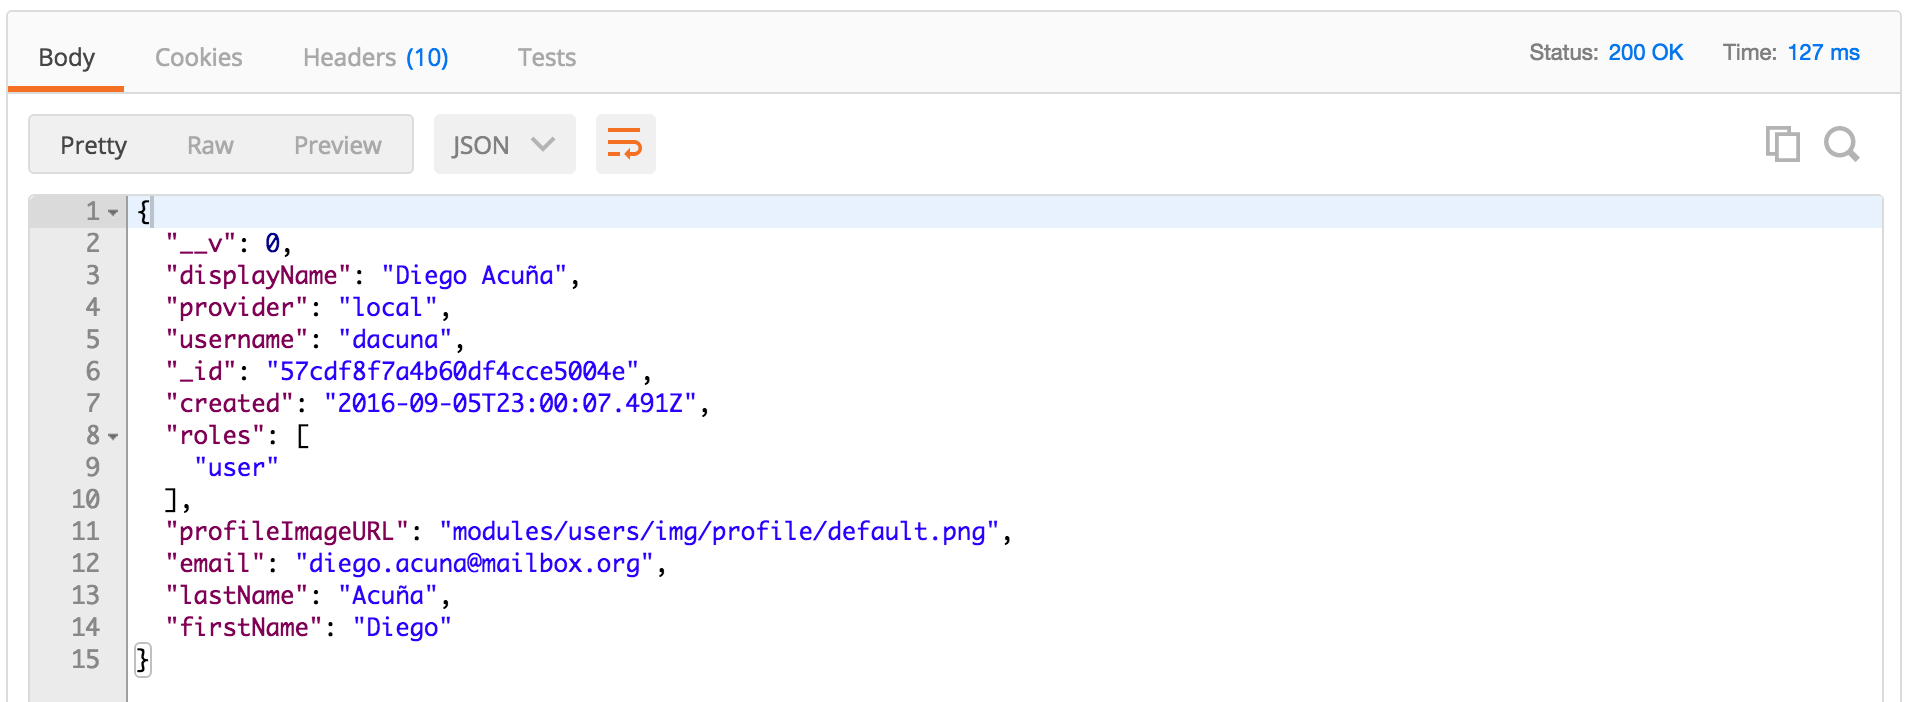 Body Cookies Headers (10) Tests Status: 200 OK Time: 127 ms
Pretty Raw Preview JSON
1 {
2 "__v": 0,
3 "displayName": "Diego Acuña",
4 "provider": "local",
5 "username": "dacuna",
6 "_id": "57cdf8f7a4b60df4cce5004e",
7 "created": "2016-09-05T23:00:07.491Z",
8 "roles": [
9 "user"
10 ],
11 "profileImageURL": "modules/users/img/profile/default.png",
12 "email": "diego.acuna@mailbox.org",
13 "lastName": "Acuña",
14 "firstName": "Diego"
15 }